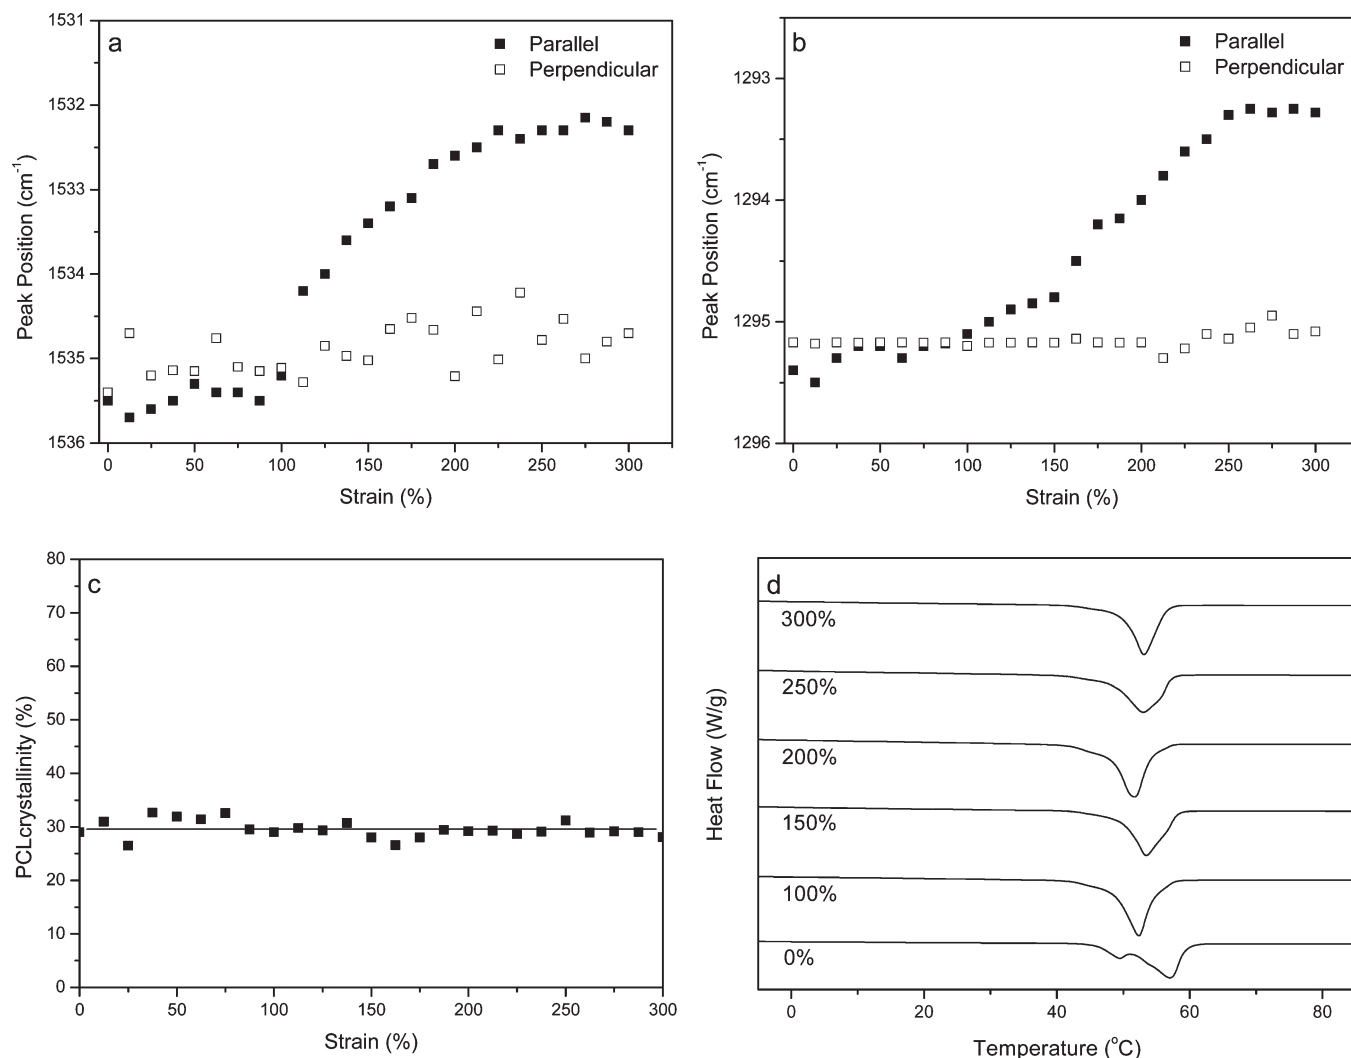 a
Parallel
Perpendicular
1531
1532
1533
1534
1535
1536
Peak Position (cm-1)
0 50 100 150 200 250 300
Strain (%)
b
Parallel
Perpendicular
1293
1294
1295
1296
Peak Position (cm-1)
0 50 100 150 200 250 300
Strain (%)
c
80
70
60
50
40
30
20
10
0
PCLcrystallinity (%)
0 50 100 150 200 250 300
Strain (%)
d
300%
250%
200%
150%
100%
0%
Heat Flow (W/g)
0 20 40 60 80
Temperature (oC)